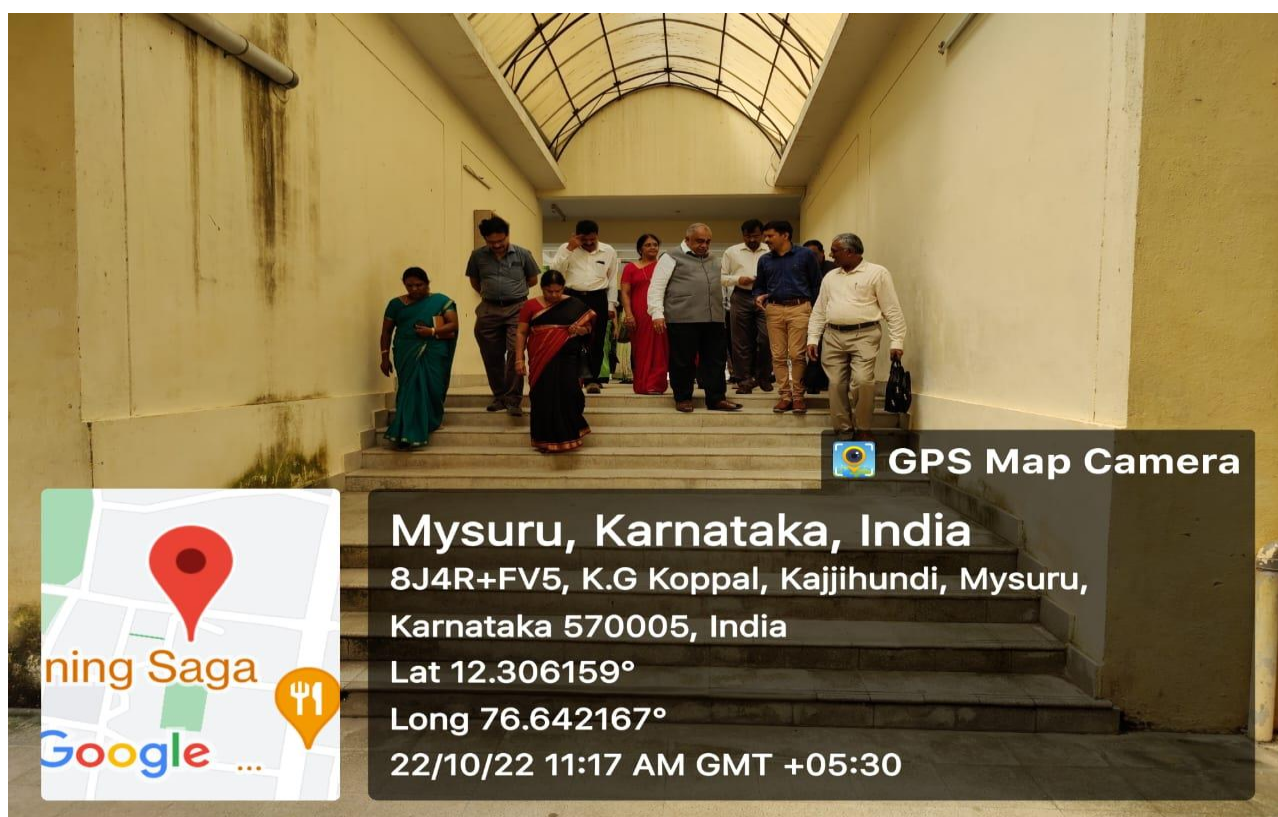 GPS Map Camera
Mysuru, Karnataka, India
8J4R+FV5, K.G Koppal, Kajjihundi, Mysuru,
Karnataka 570005, India
Lat 12.306159°
Long 76.642167°
22/10/22 11:17 AM GMT +05:30
ning Saga
Google ...